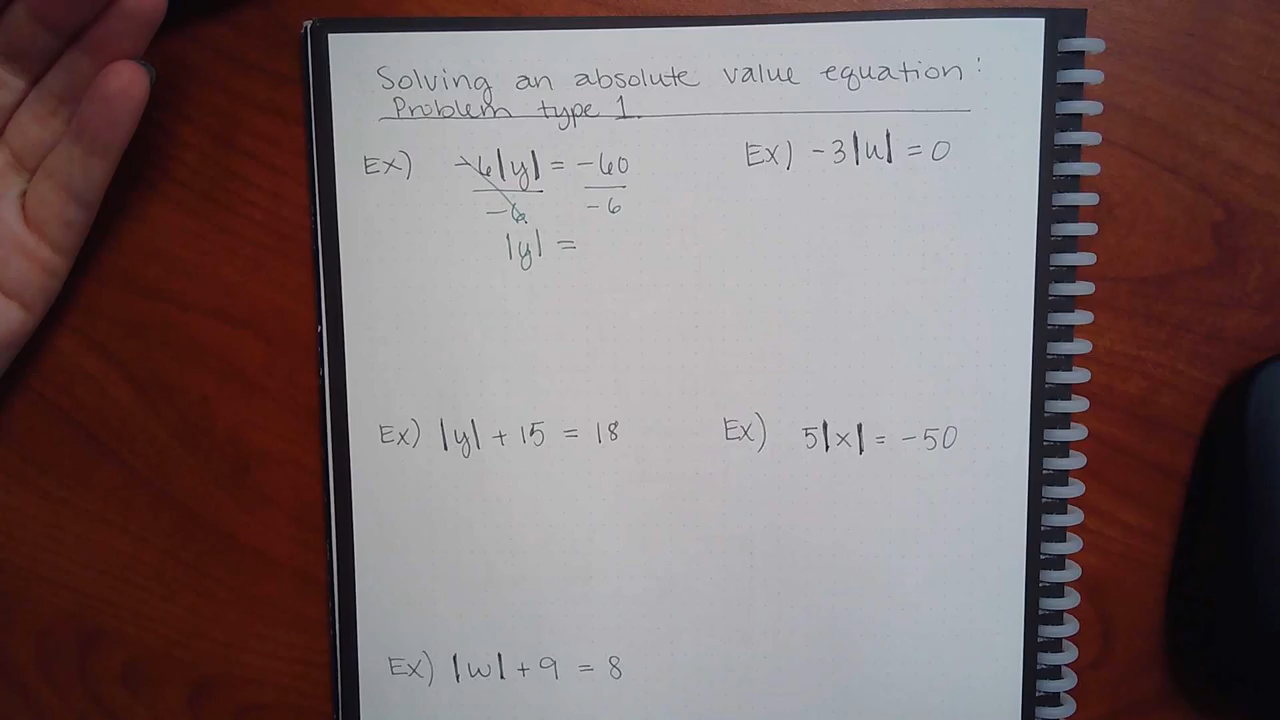 Solving an absolute value equation:
Problem type 1
Ex) -6|y| = -60
-6 -6
|y| =
Ex) -3|u| = 0
Ex) |y| + 15 = 18
Ex) 5|x| = -50
Ex) |w| + 9 = 8